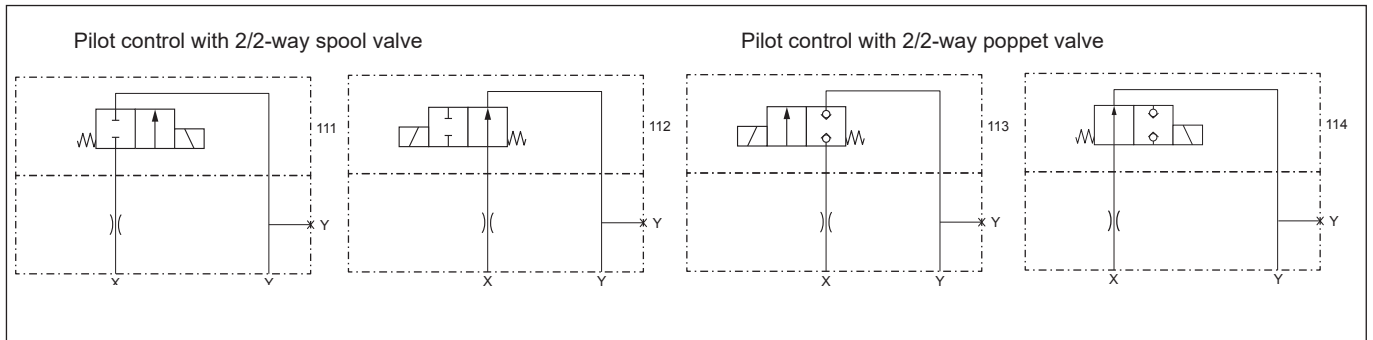 Pilot control with 2/2-way spool valve
Pilot control with 2/2-way poppet valve
111
112
113
114
Y
Y
Y
Y
X
Y
X
Y
X
Y
X
Y